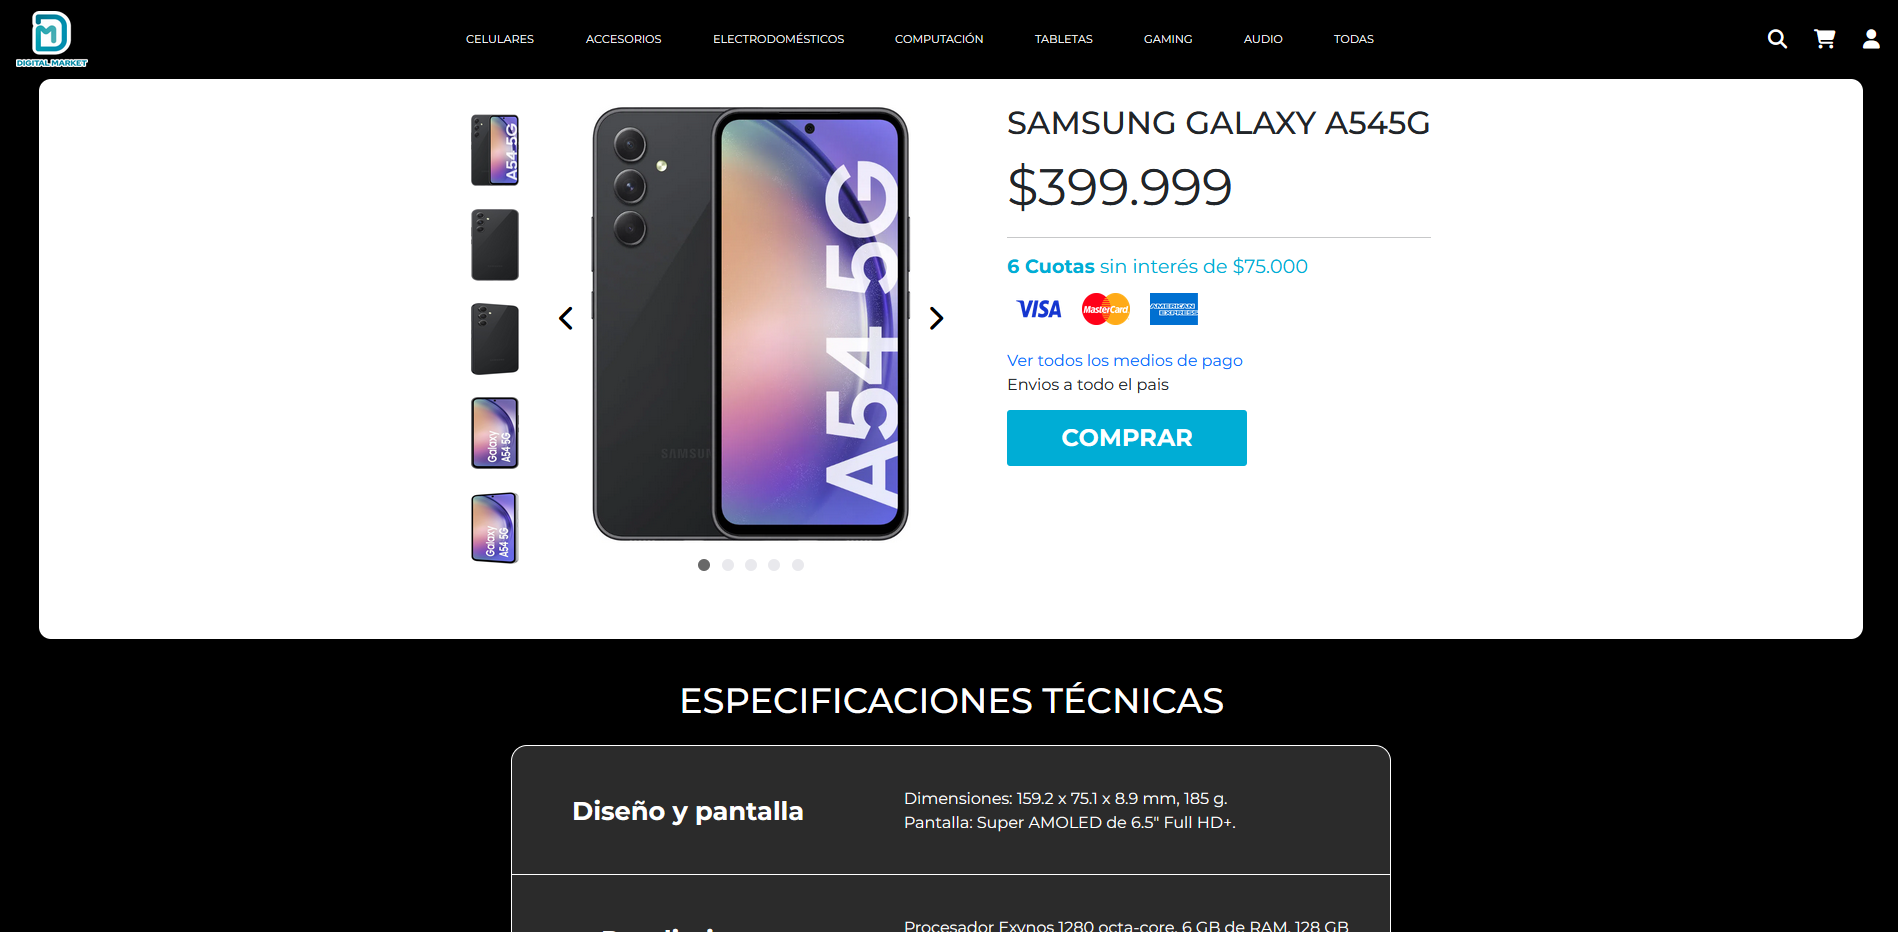 DIGITAL MARKET
CELULARES ACCESORIOS ELECTRODOMÉSTICOS COMPUTACIÓN TABLETAS GAMING AUDIO TODAS
A54 5G
Galaxy
A54 5G
Galaxy
A54 5G
SAMSUNG
A54 5G
SAMSUNG GALAXY A545G
$399.999
6 Cuotas sin interés de $75.000
VISA MasterCard AMERICAN EXPRESS
Ver todos los medios de pago
Envios a todo el pais
COMPRAR
ESPECIFICACIONES TÉCNICAS
Diseño y pantalla
Dimensiones: 159.2 x 75.1 x 8.9 mm, 185 g.
Pantalla: Super AMOLED de 6.5" Full HD+.
Procesador Exynos 1280 octa-core, 6 GB de RAM, 128 GB